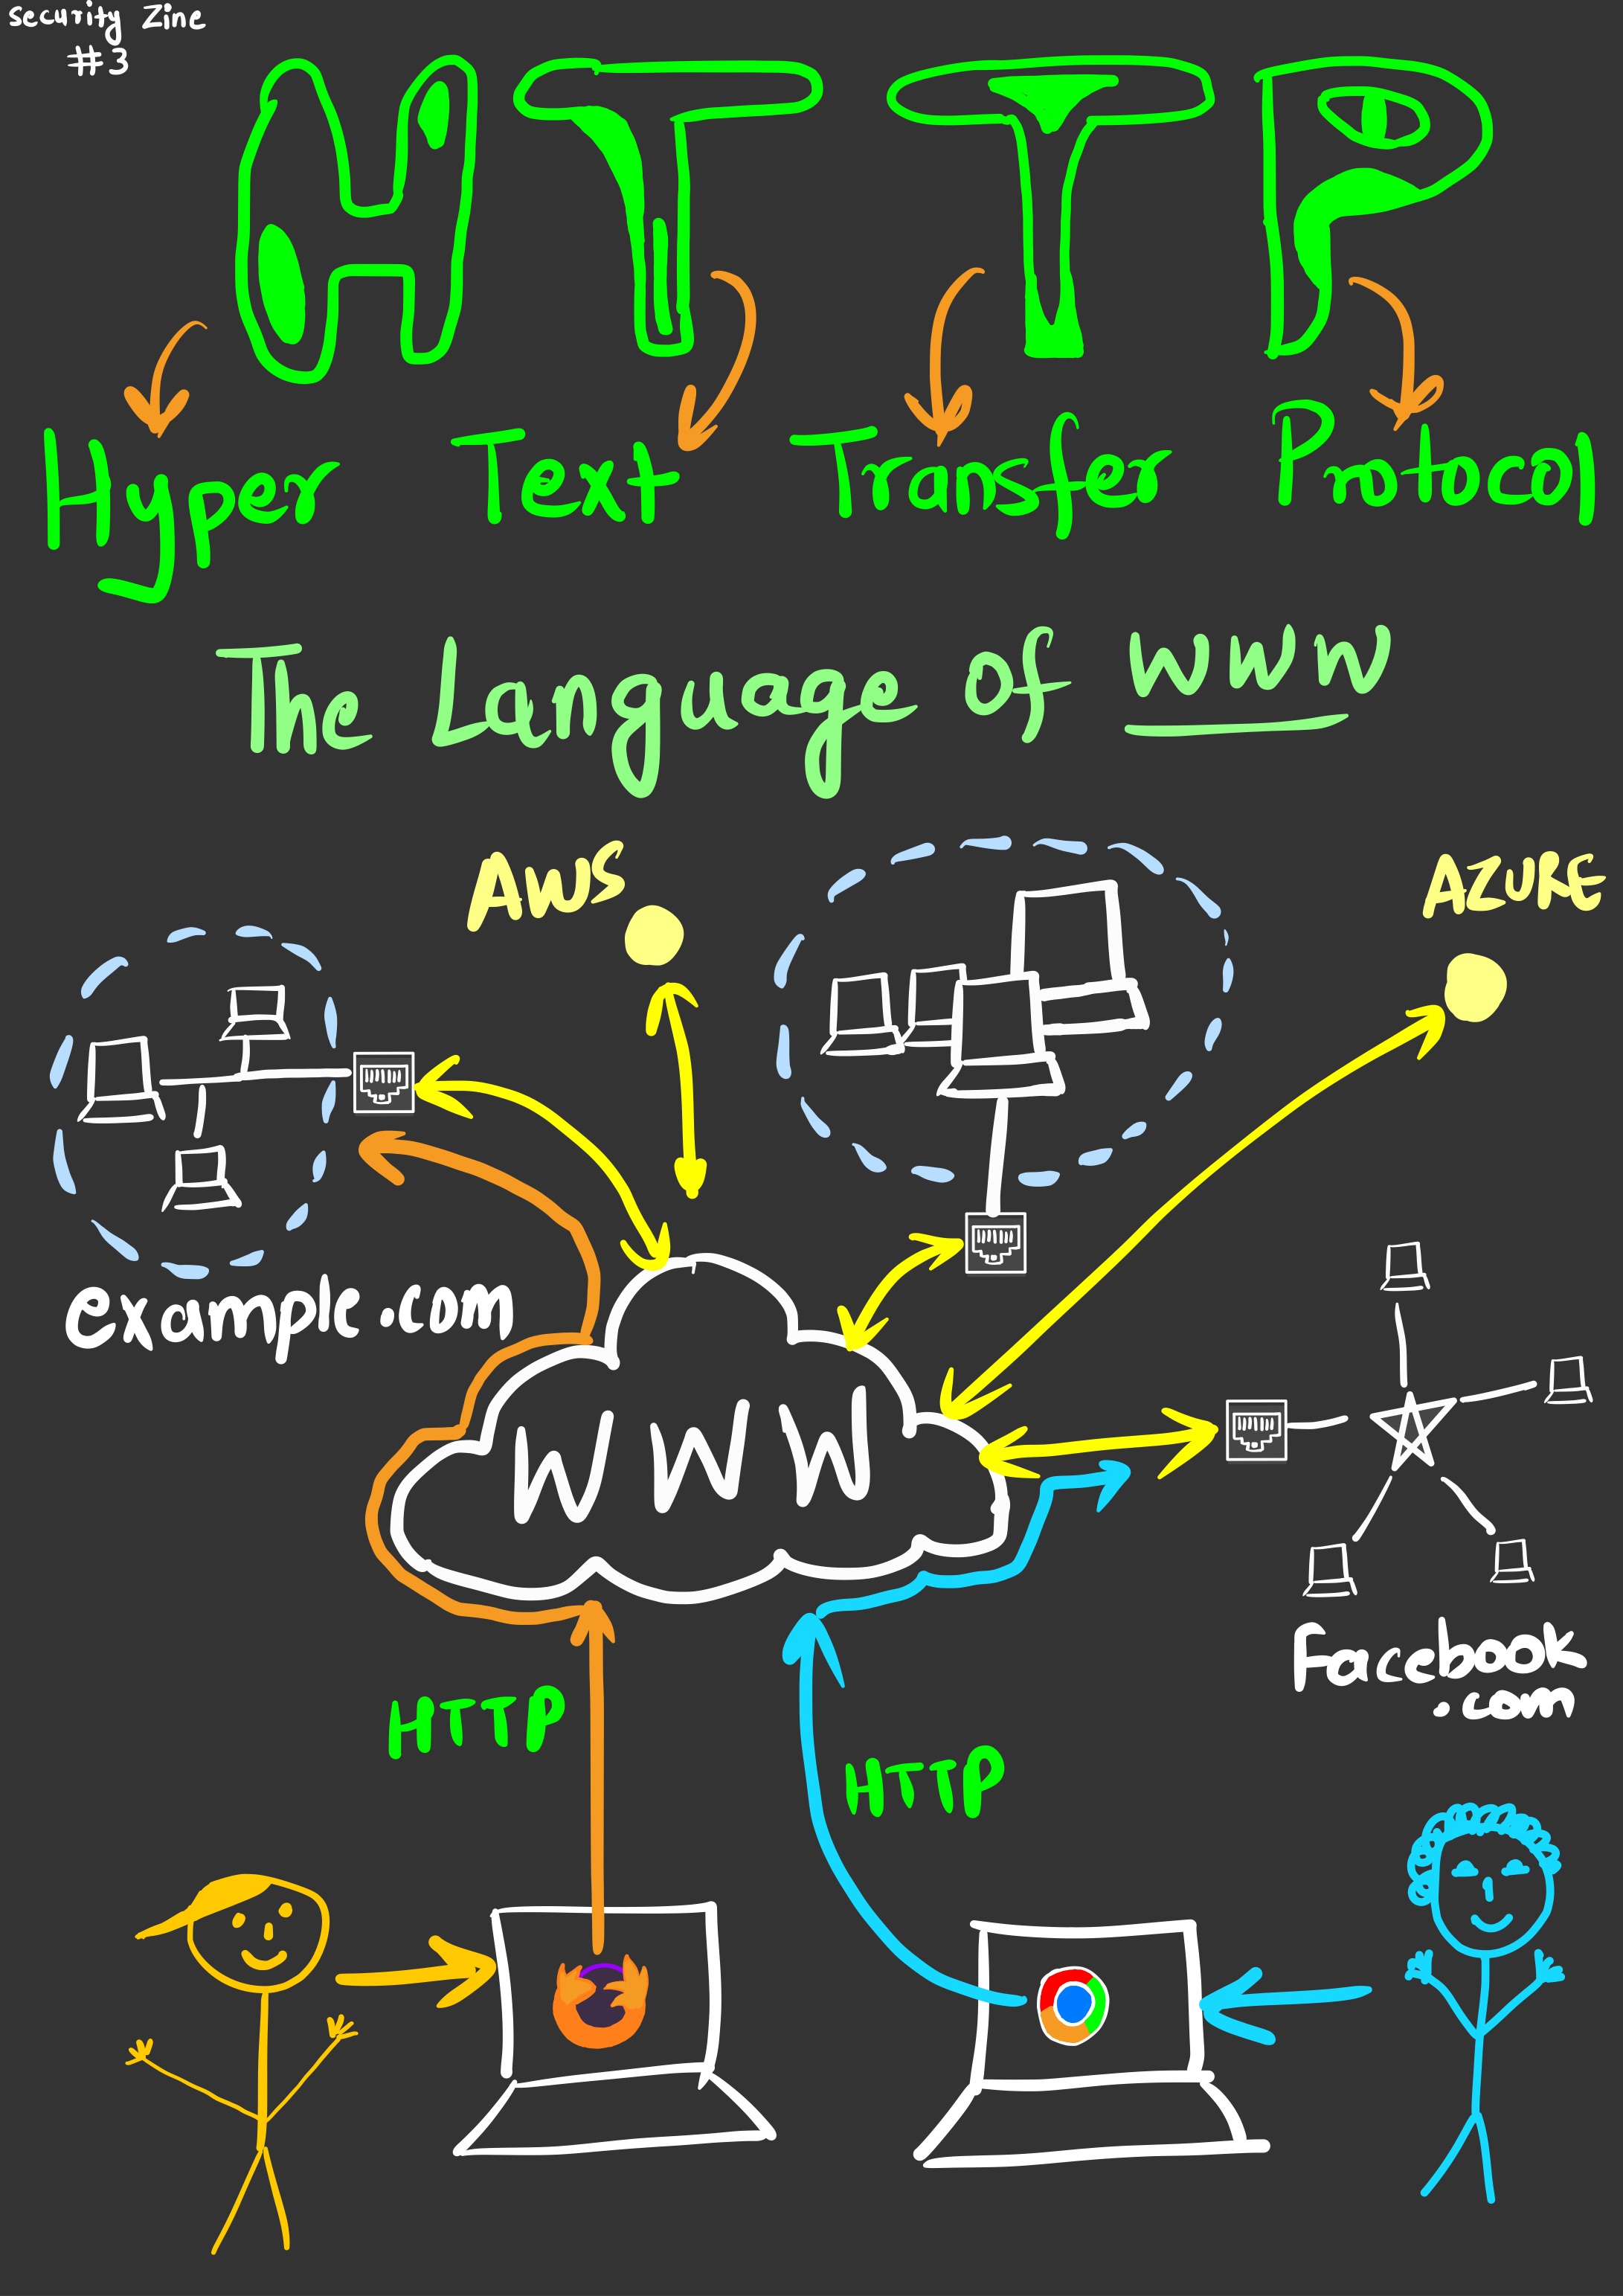 Security Zine
#3
HTTP
Hyper Text Transfer Protocal
The Language of WWW
AWS
AZURE
example.com
WWW
Facebook
.com
HTTP
HTTP